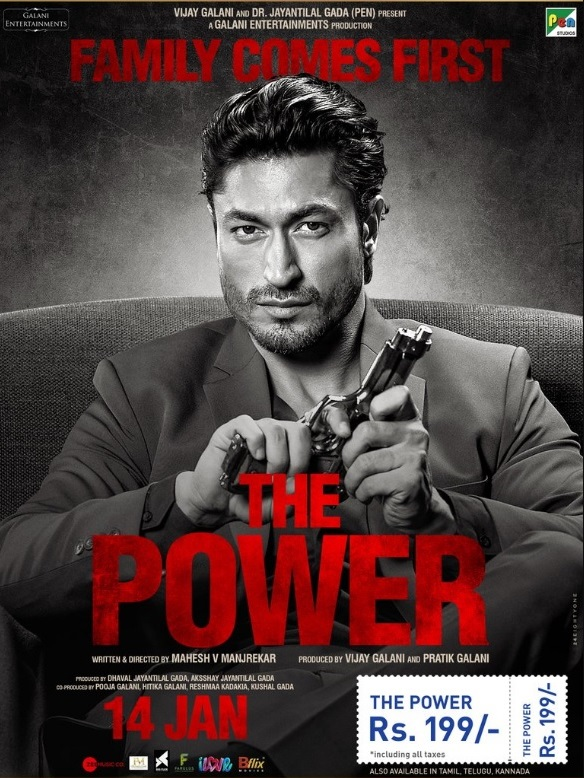 GALANI
ENTERTAINMENTS
VIJAY GALANI AND DR. JAYANTILAL GADA (PEN) PRESENT
A GALANI ENTERTAINMENTS PRODUCTION
Pen
STUDIOS
FAMILY COMES FIRST
THE
POWER
WRITTEN & DIRECTED BY MAHESH V MANJREKAR
PRODUCED BY VIJAY GALANI AND PRATIK GALANI
PRODUCED BY DHAVAL JAYANTILAL GADA, AKSSHAY JAYANTILAL GADA
CO-PRODUCED BY POOJA GALANI, HITIKA GALANI, RESHMAA KADAKIA, KUSHAL GADA
14 JAN
THE POWER
Rs. 199/-
*including all taxes
THE POWER
Rs. 199/-
ALSO AVAILABLE IN TAMIL, TELUGU, KANADA
Bflix